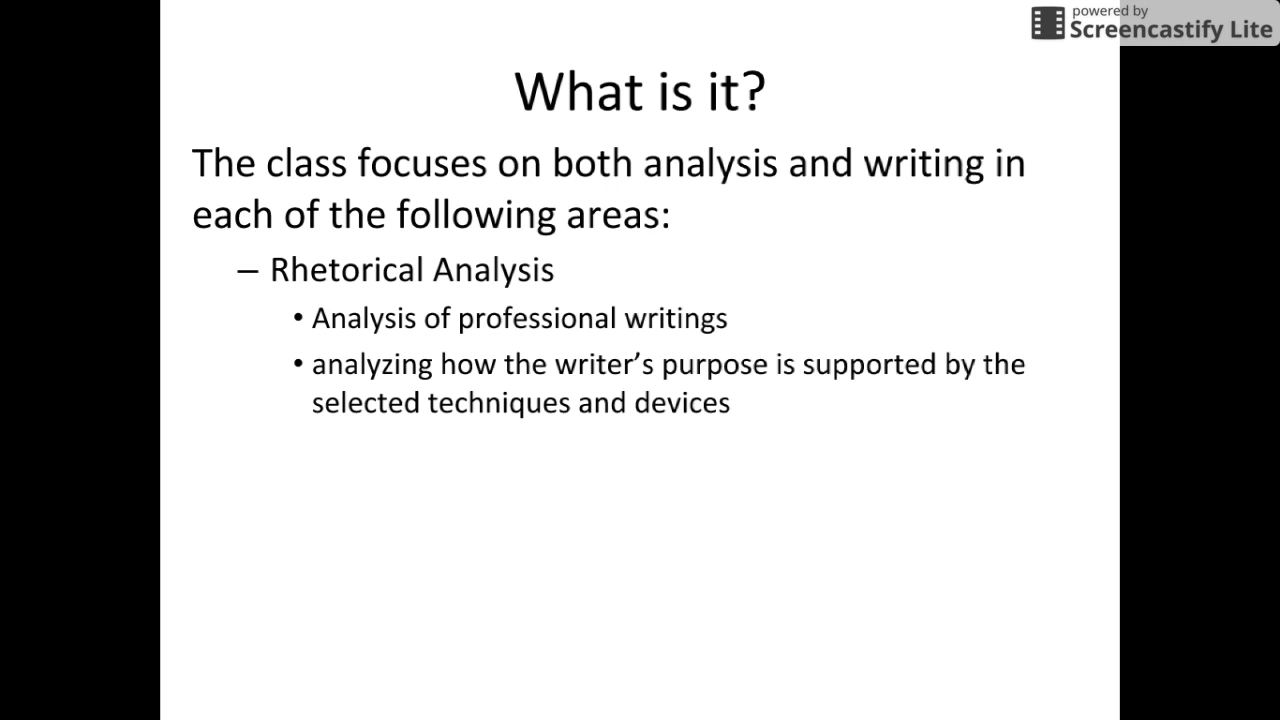 powered by
Screencastify Lite
What is it?
The class focuses on both analysis and writing in
each of the following areas:
– Rhetorical Analysis
• Analysis of professional writings
• analyzing how the writer’s purpose is supported by the
selected techniques and devices